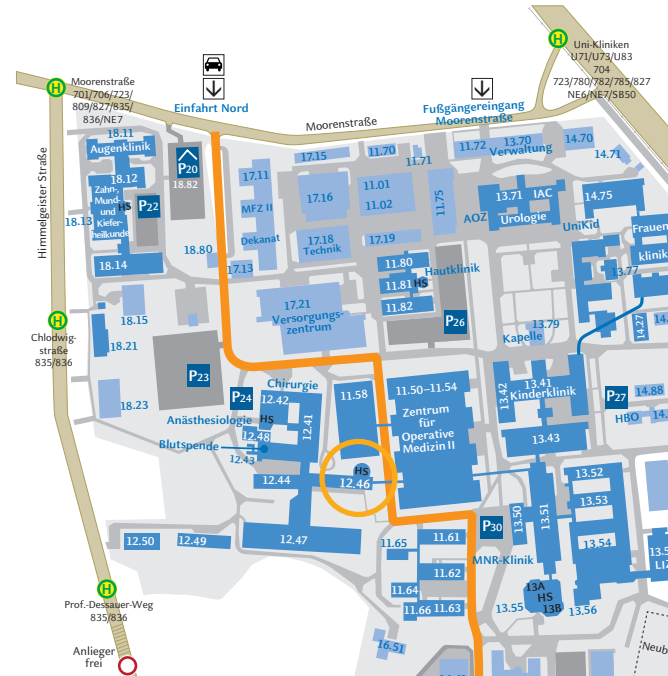 H
Uni-Kliniken
U71/U73/U83
704
723/780/782/785/827
NE6/NE7/SB50
H
Moorenstraße
701/706/723/
809/827/835/
836/NE7
Einfahrt Nord
Moorenstraße
Fußgängereingang
Moorenstraße
Himmelgeister Straße
18.11
Augenklinik
18.12
Zahn-,
Mund-
und
Kiefer-
heilkunde
HS
P22
18.13
18.14
P20
18.82
18.80
17.11
MFZ II
Dekanat
17.13
17.15
17.16
17.18
Technik
11.70
11.71
11.01
11.02
17.19
11.75
11.72
13.70
Verwaltung
14.70
14.71
AOZ
13.71
IAC
Urologie
14.75
UniKid
Frauen
klinik
13.77
11.80
11.81
HS
11.82
Hautklinik
P26
13.79
Kapelle
14.27
14.
17.21
Versorgungs-
zentrum
18.15
18.21
18.23
H
Chlodwig-
straße
835/836
P23
P24
Chirurgie
12.42
12.41
Anästhesiologie
HS
12.48
Blutspende
12.43
12.44
11.58
11.50–11.54
Zentrum
für
Operative
Medizin II
13.42
13.41
Kinderklinik
13.43
P27
14.88
HBO
14.
HS
12.46
12.47
12.49
12.50
11.65
11.61
11.62
11.64
11.66
11.63
P30
13.50
13.51
MNR-Klinik
13.52
13.53
13.54
13.5
LIZ
13A
HS
13B
13.55
13.56
16.51
H
Prof.-Dessauer-Weg
835/836
Anlieger
frei
Neub